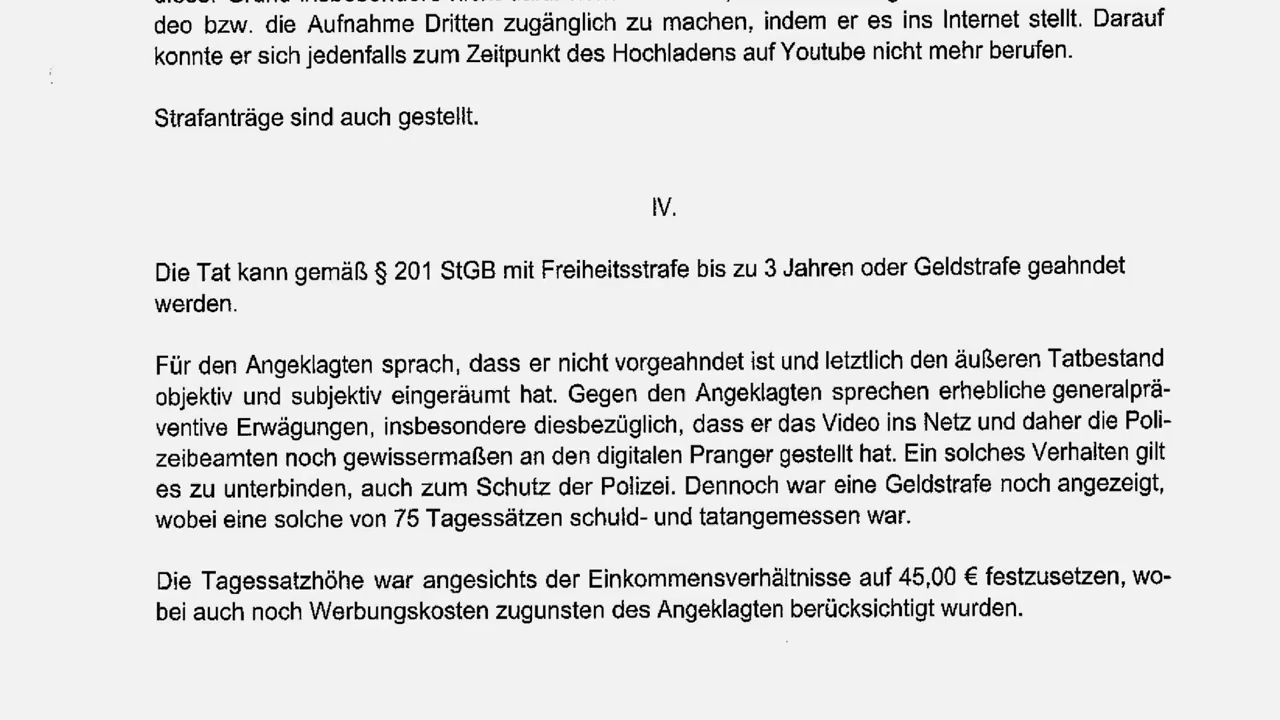 deo bzw. die Aufnahme Dritten zugänglich zu machen, indem er es ins Internet stellt. Darauf
konnte er sich jedenfalls zum Zeitpunkt des Hochladens auf Youtube nicht mehr berufen.
Strafanträge sind auch gestellt.
IV.
Die Tat kann gemäß § 201 StGB mit Freiheitsstrafe bis zu 3 Jahren oder Geldstrafe geahndet
werden.
Für den Angeklagten sprach, dass er nicht vorgeahndet ist und letztlich den äußeren Tatbestand
objektiv und subjektiv eingeräumt hat. Gegen den Angeklagten sprechen erhebliche generalprä-
ventive Erwägungen, insbesondere diesbezüglich, dass er das Video ins Netz und daher die Poli-
zeibeamten noch gewissermaßen an den digitalen Pranger gestellt hat. Ein solches Verhalten gilt
es zu unterbinden, auch zum Schutz der Polizei. Dennoch war eine Geldstrafe noch angezeigt,
wobei eine solche von 75 Tagessätzen schuld- und tatangemessen war.
Die Tagessatzhöhe war angesichts der Einkommensverhältnisse auf 45,00 € festzusetzen, wo-
bei auch noch Werbungskosten zugunsten des Angeklagten berücksichtigt wurden.